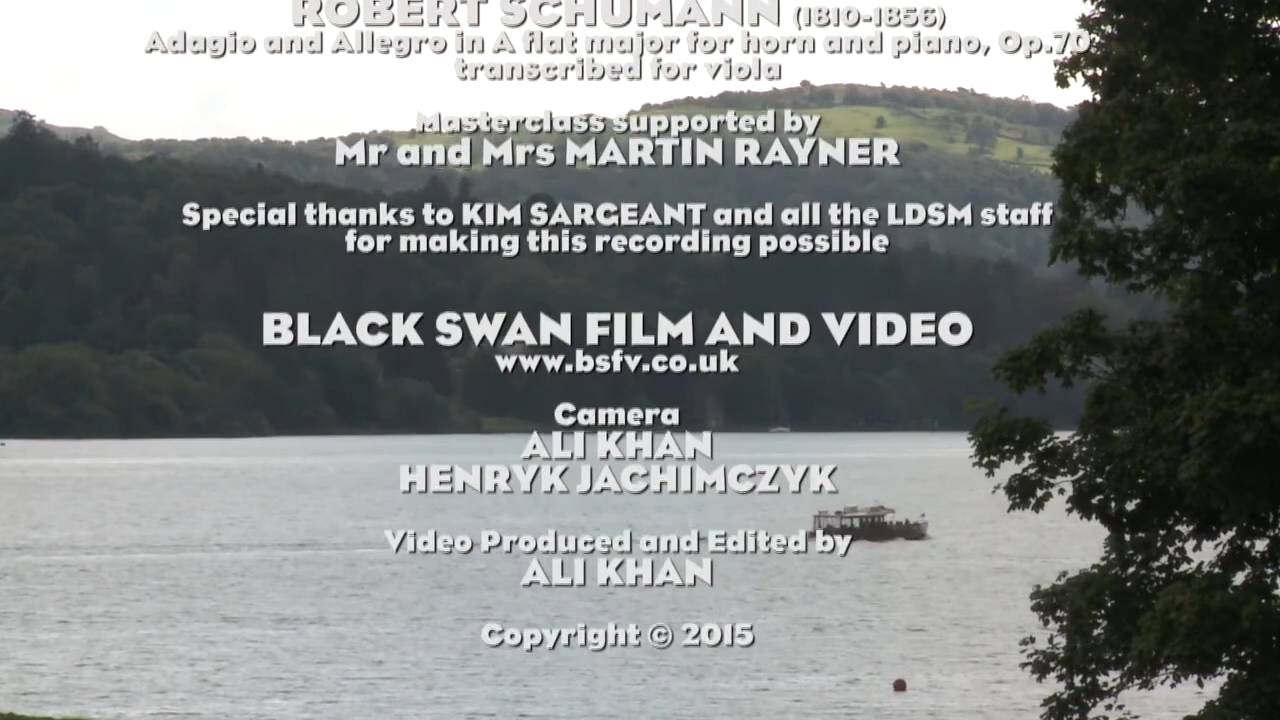 ROBERT SCHUMANN (1810-1856)
Adagio and Allegro in A flat major for horn and piano, Op.70
transcribed for viola
Masterclass supported by
Mr and Mrs MARTIN RAYNER
Special thanks to KIM SARGEANT and all the LDSM staff
for making this recording possible
BLACK SWAN FILM AND VIDEO
www.bsfv.co.uk
Camera
ALI KHAN
HENRYK JACHIMCZYK
Video Produced and Edited by
ALI KHAN
Copyright © 2015